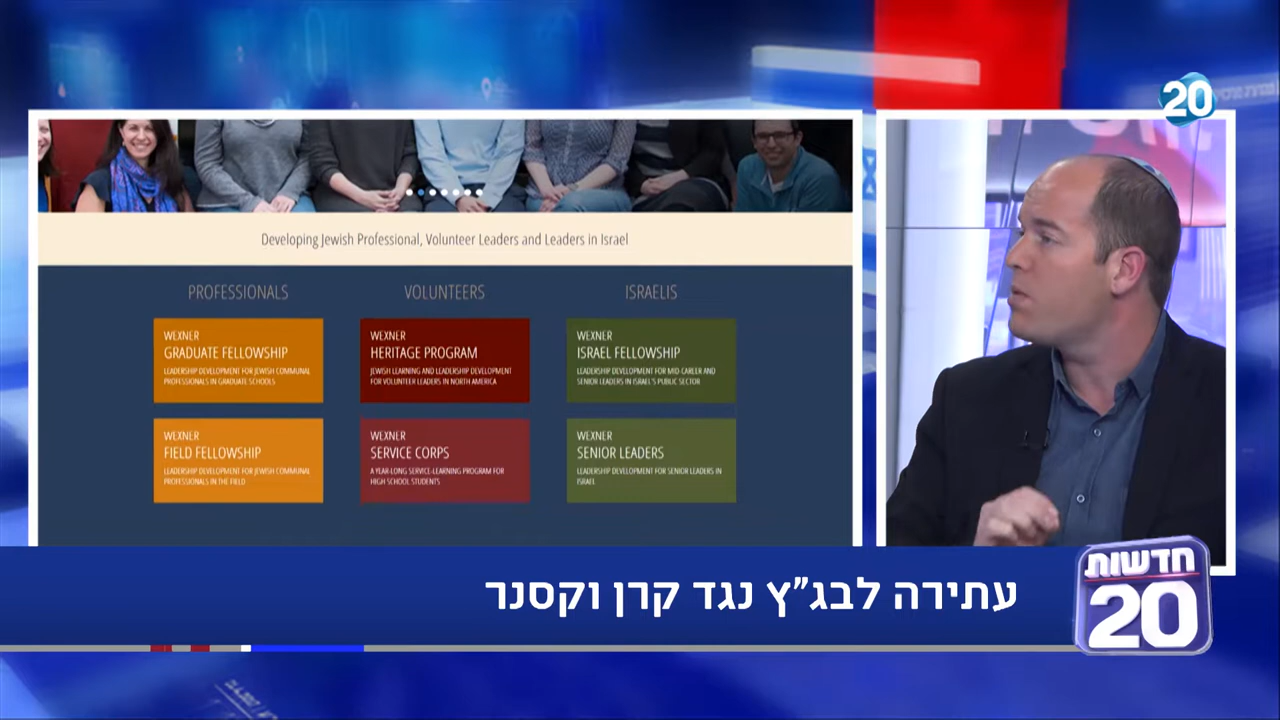 20
Developing Jewish Professional, Volunteer Leaders and Leaders in Israel
PROFESSIONALS
WEXNER
GRADUATE FELLOWSHIP
LEADERSHIP DEVELOPMENT FOR JEWISH COMMUNAL
PROFESSIONALS IN GRADUATE SCHOOLS
WEXNER
FIELD FELLOWSHIP
LEADERSHIP DEVELOPMENT FOR JEWISH COMMUNAL
PROFESSIONALS IN THE FIELD
VOLUNTEERS
WEXNER
HERITAGE PROGRAM
JEWISH LEARNING AND LEADERSHIP DEVELOPMENT
FOR VOLUNTEER LEADERS IN NORTH AMERICA
WEXNER
SERVICE CORPS
A YEAR-LONG SERVICE-LEARNING PROGRAM FOR
HIGH SCHOOL STUDENTS
ISRAELIS
WEXNER
ISRAEL FELLOWSHIP
LEADERSHIP DEVELOPMENT FOR MID-CAREER AND
SENIOR LEADERS IN ISRAEL'S PUBLIC SECTOR
WEXNER
SENIOR LEADERS
LEADERSHIP DEVELOPMENT FOR SENIOR LEADERS IN
ISRAEL
עתירה לבג"ץ נגד קרן וקסנר
חדשות
20